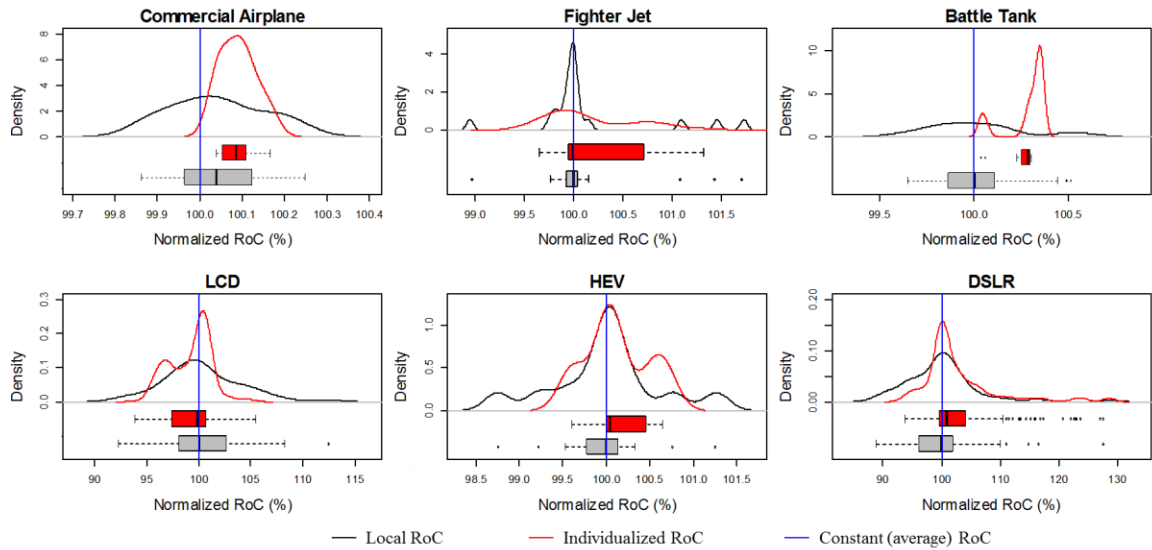 Commercial Airplane
Density
0 2 4 6 8
99.7 99.8 99.9 100.0 100.1 100.2 100.3 100.4
Normalized RoC (%)
Fighter Jet
Density
0 2 4
99.0 99.5 100.0 100.5 101.0 101.5
Normalized RoC (%)
Battle Tank
Density
0 5 10
99.5 100.0 100.5
Normalized RoC (%)
LCD
Density
0.0 0.1 0.2 0.3
90 95 100 105 110 115
Normalized RoC (%)
HEV
Density
0.0 0.5 1.0
98.5 99.0 99.5 100.0 100.5 101.0 101.5
Normalized RoC (%)
DSLR
Density
0.00 0.10 0.20
90 100 110 120 130
Normalized RoC (%)
Local RoC Individualized RoC Constant (average) RoC